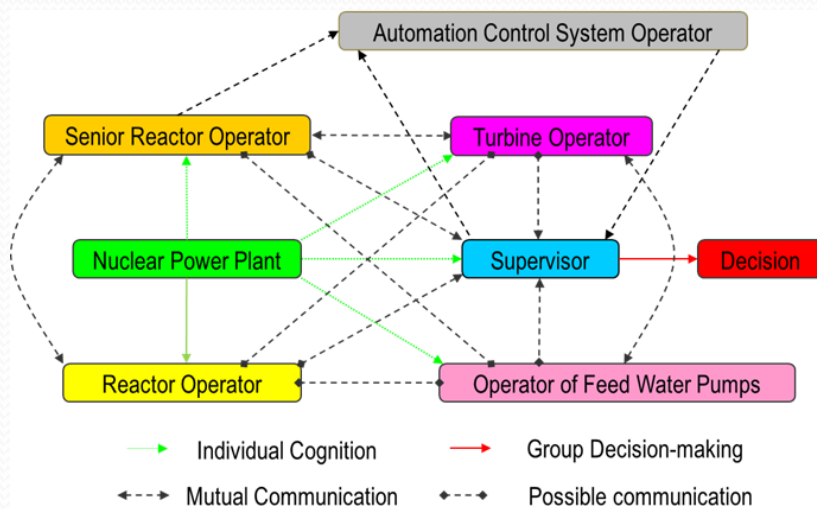 Automation Control System Operator
Senior Reactor Operator
Turbine Operator
Nuclear Power Plant
Supervisor
Decision
Reactor Operator
Operator of Feed Water Pumps
Individual Cognition
Group Decision-making
Mutual Communication
Possible communication